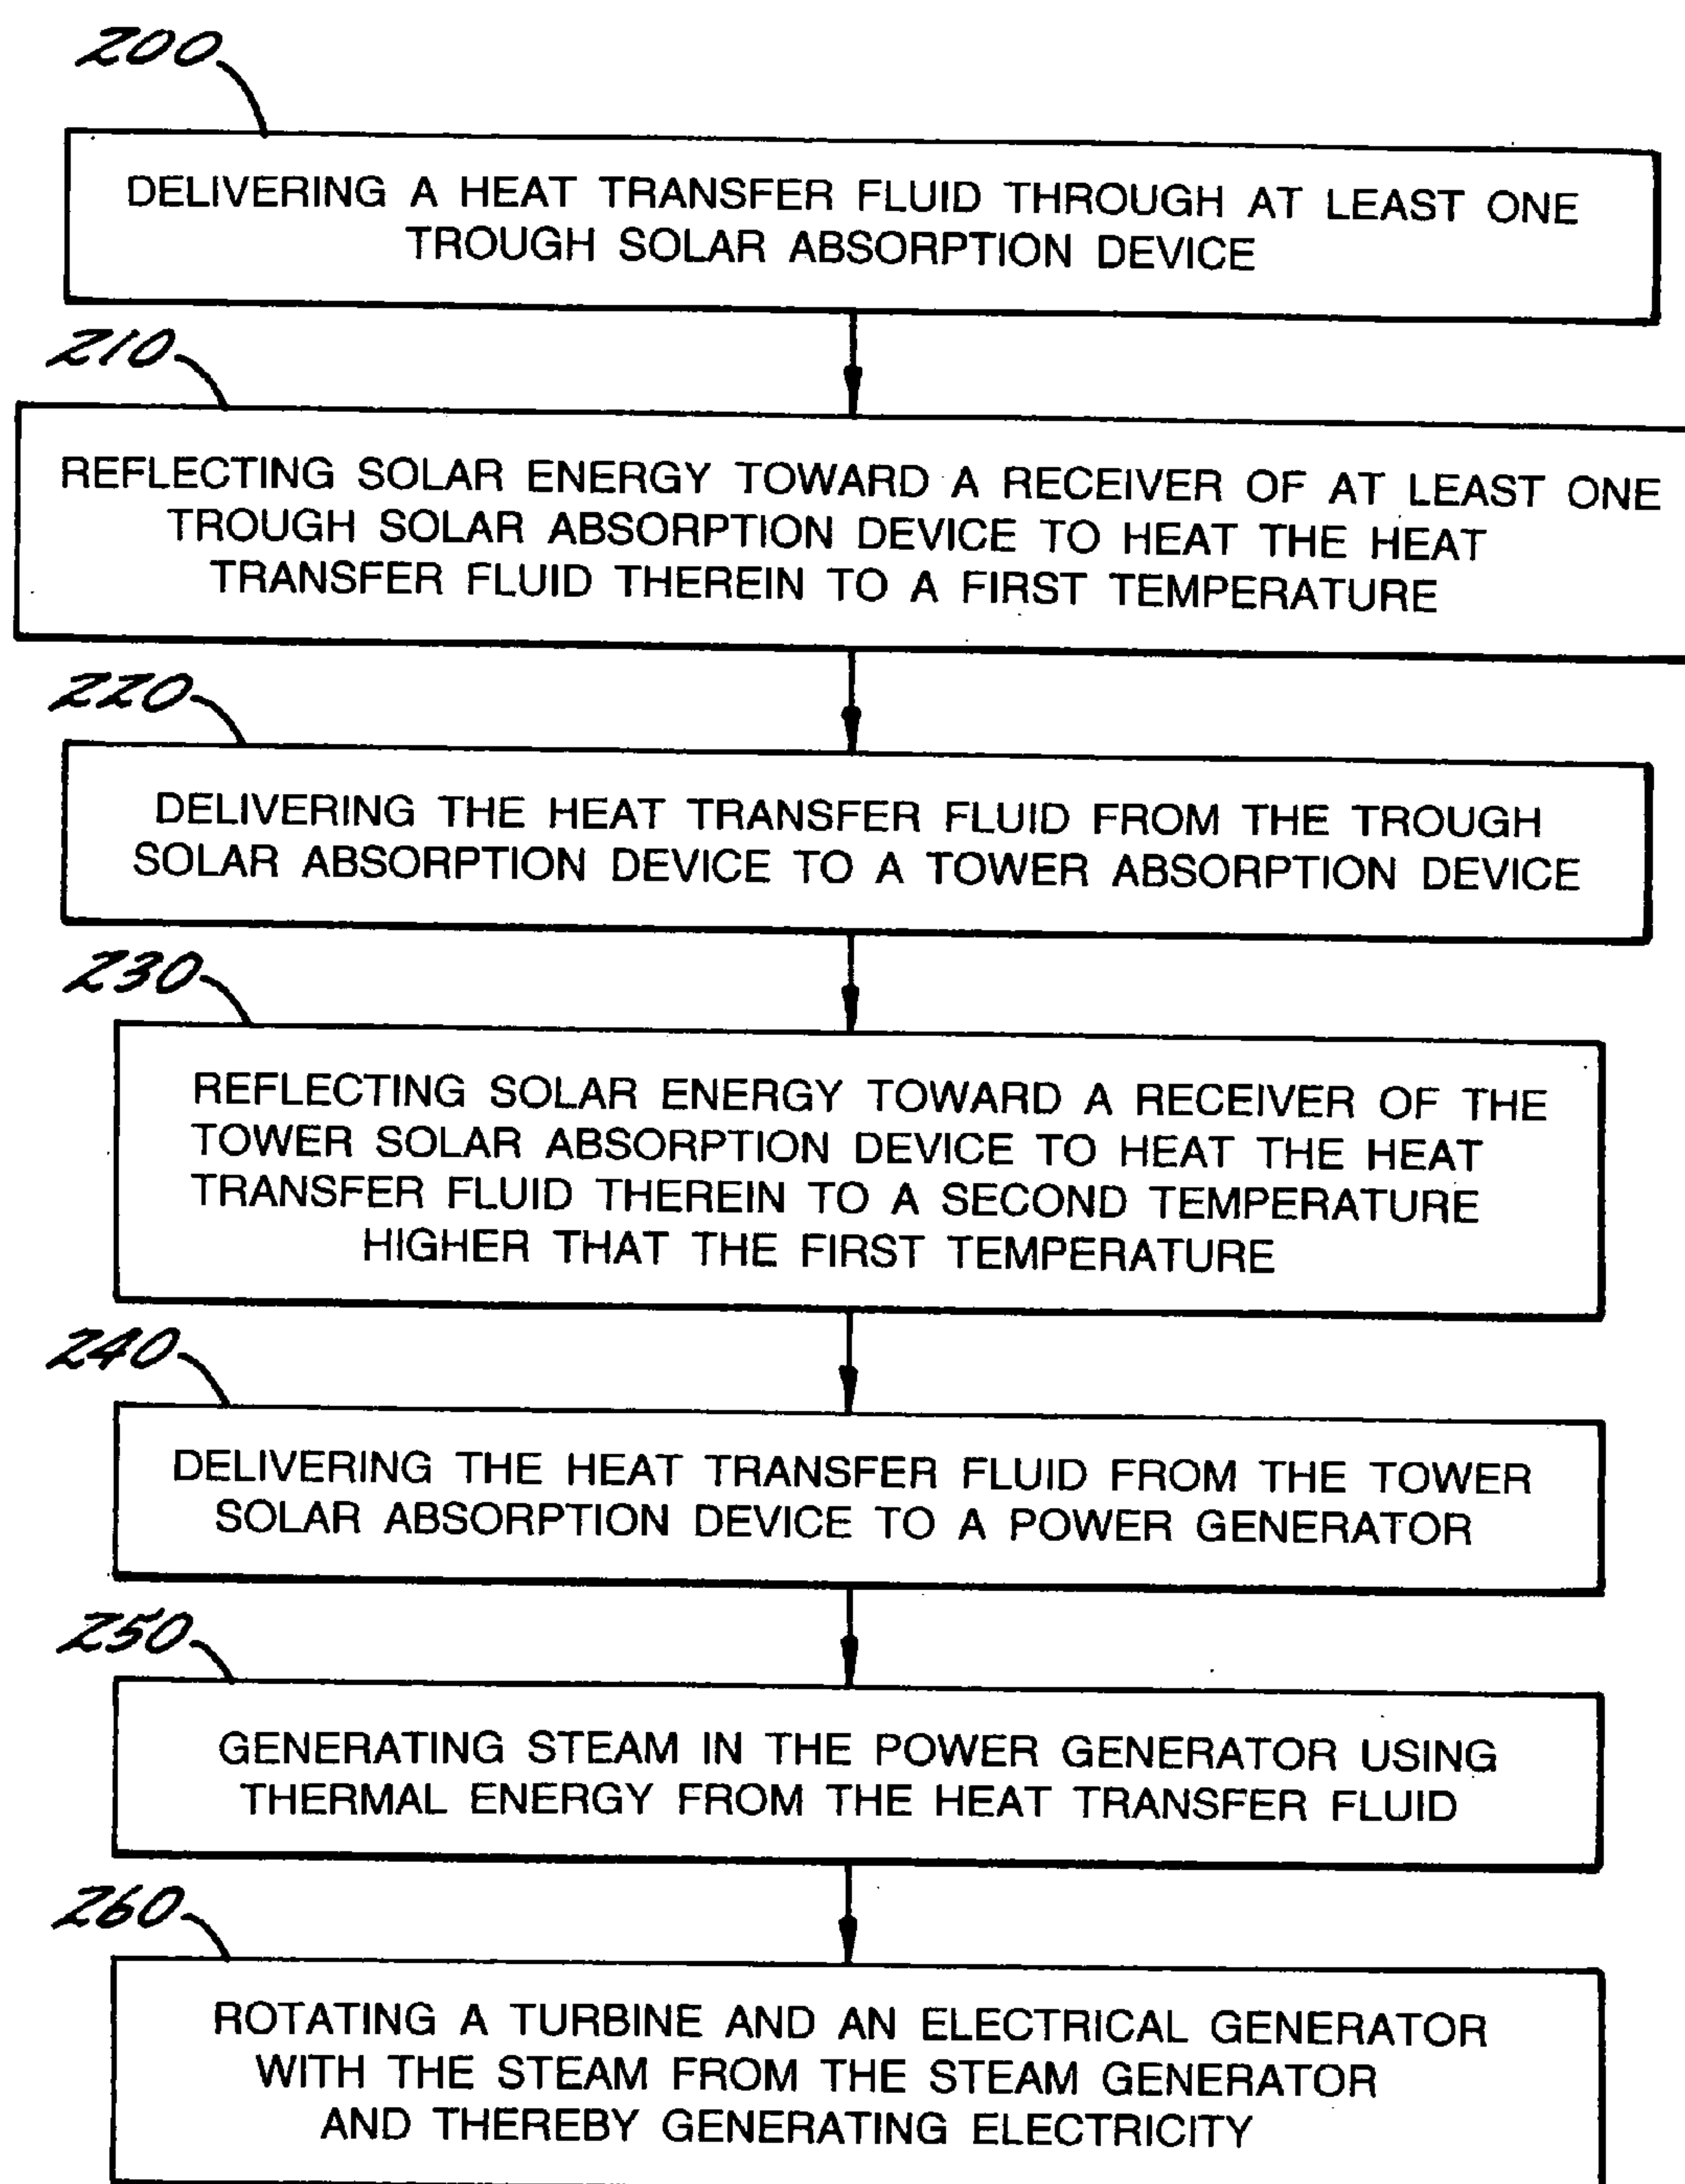 200
DELIVERING A HEAT TRANSFER FLUID THROUGH AT LEAST ONE
TROUGH SOLAR ABSORPTION DEVICE
210
REFLECTING SOLAR ENERGY TOWARD A RECEIVER OF AT LEAST ONE
TROUGH SOLAR ABSORPTION DEVICE TO HEAT THE HEAT
TRANSFER FLUID THEREIN TO A FIRST TEMPERATURE
220
DELIVERING THE HEAT TRANSFER FLUID FROM THE TROUGH
SOLAR ABSORPTION DEVICE TO A TOWER ABSORPTION DEVICE
230
REFLECTING SOLAR ENERGY TOWARD A RECEIVER OF THE
TOWER SOLAR ABSORPTION DEVICE TO HEAT THE HEAT
TRANSFER FLUID THEREIN TO A SECOND TEMPERATURE
HIGHER THAT THE FIRST TEMPERATURE
240
DELIVERING THE HEAT TRANSFER FLUID FROM THE TOWER
SOLAR ABSORPTION DEVICE TO A POWER GENERATOR
250
GENERATING STEAM IN THE POWER GENERATOR USING
THERMAL ENERGY FROM THE HEAT TRANSFER FLUID
260
ROTATING A TURBINE AND AN ELECTRICAL GENERATOR
WITH THE STEAM FROM THE STEAM GENERATOR
AND THEREBY GENERATING ELECTRICITY